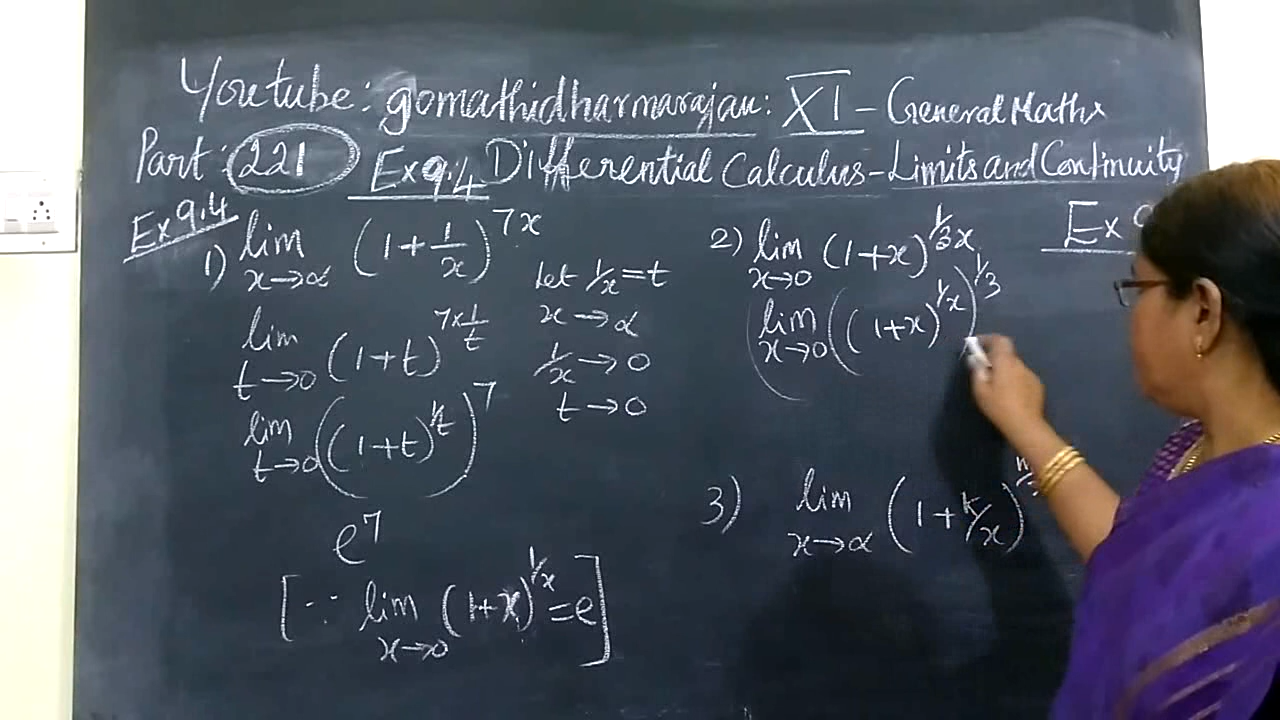 Youtube: gomathidharmarajan: XI - General Maths
Part: 221 Ex 9.4 Differential Calculus - Limits and Continuity
Ex 9.4
1) lim x→α (1+1/x)^7x
let 1/x = t
x→α
1/x→0
t→0
lim t→0 (1+t)^7×1/t
lim t→0 ((1+t)^1/t)^7
e^7
[∵ lim x→0 (1+x)^1/x = e]
Ex 9
2) lim x→0 (1+x)^1/3x
(lim x→0 ((1+x)^1/x)^1/3
3) lim x→α (1+k/x)